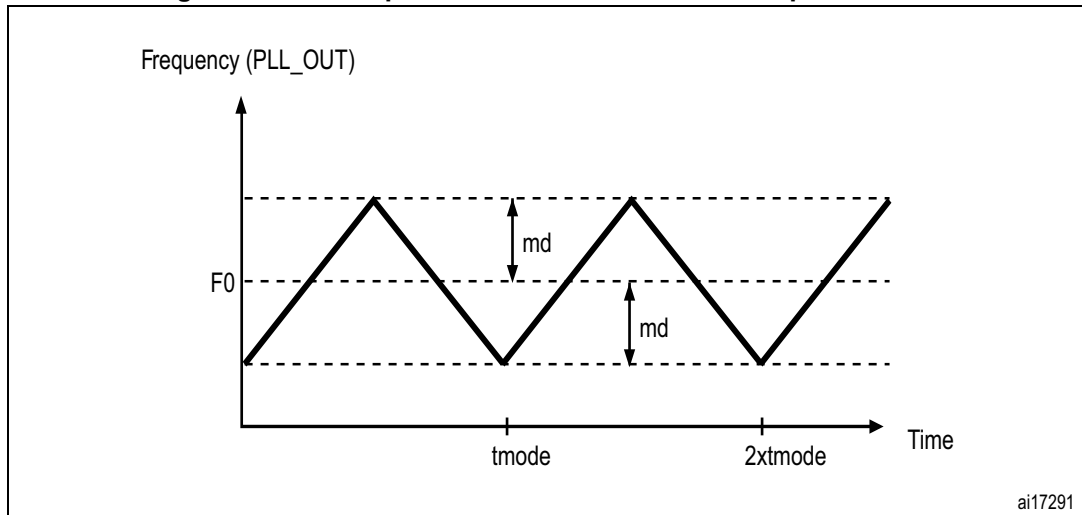 Frequency (PLL_OUT)
md
F0
md
tmode
2xtmode
Time
ai17291